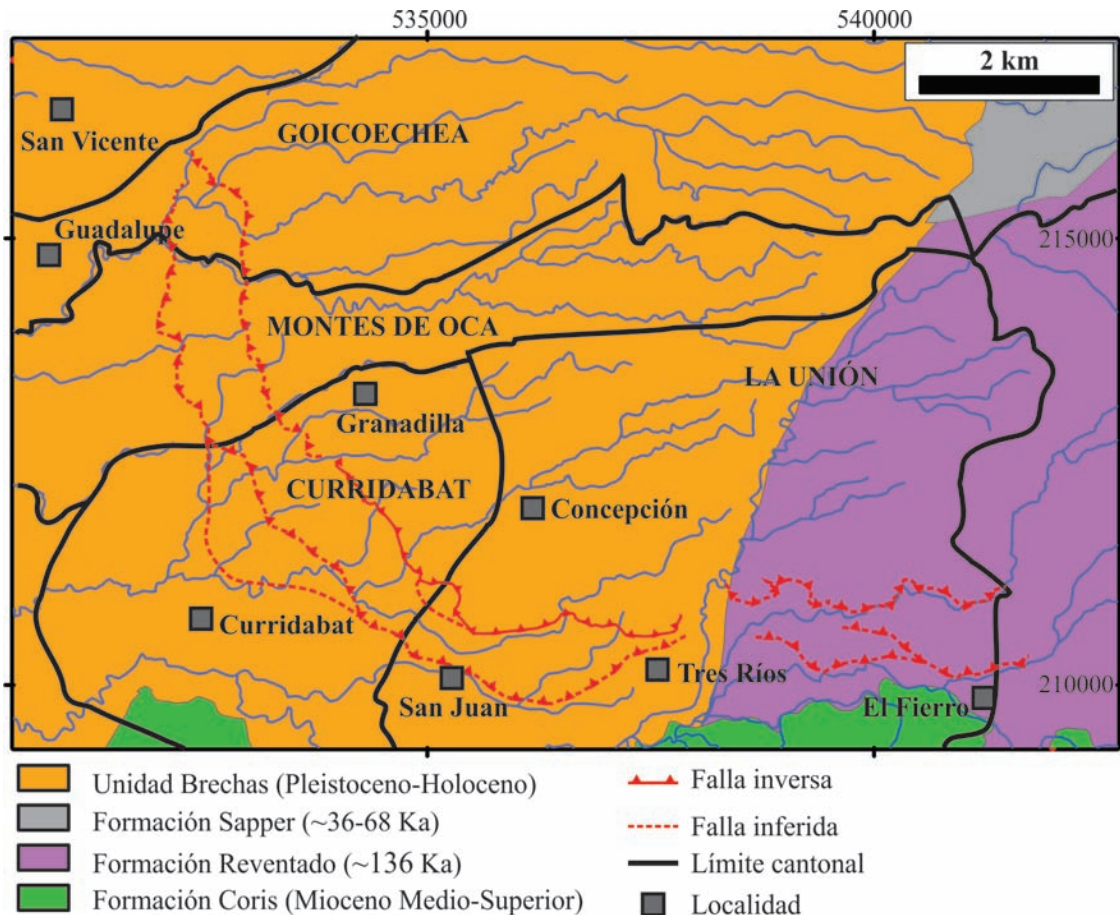 535000
540000
2 km
San Vicente
GOICOECHEA
Guadalupe
215000
MONTES DE OCA
LA UNIÓN
Granadilla
CURRIDABAT
Concepción
Curridabat
Tres Ríos
San Juan
El Fierro
210000
Unidad Brechas (Pleistoceno-Holoceno)
Formación Sapper (~36-68 Ka)
Formación Reventado (~136 Ka)
Formación Coris (Mioceno Medio-Superior)
Falla inversa
Falla inferida
Límite cantonal
Localidad